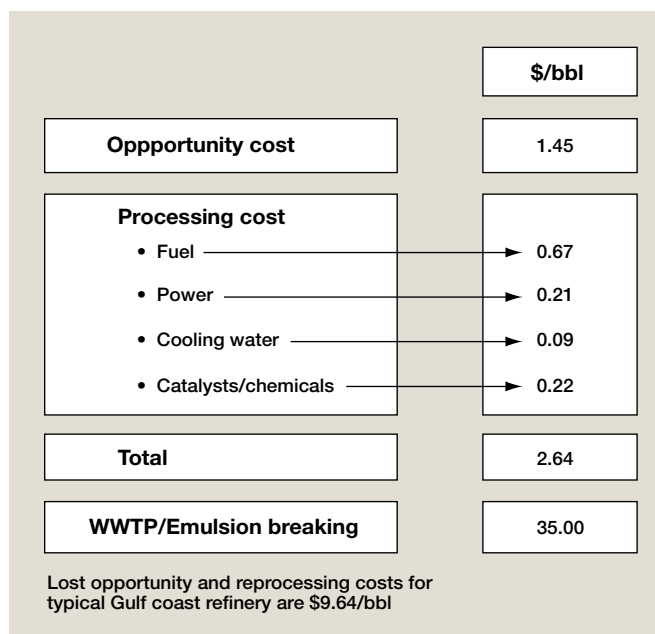 $/bbl
Oppportunity cost 1.45
Processing cost
• Fuel 0.67
• Power 0.21
• Cooling water 0.09
• Catalysts/chemicals 0.22
Total 2.64
WWTP/Emulsion breaking 35.00
Lost opportunity and reprocessing costs for
typical Gulf coast refinery are $9.64/bbl